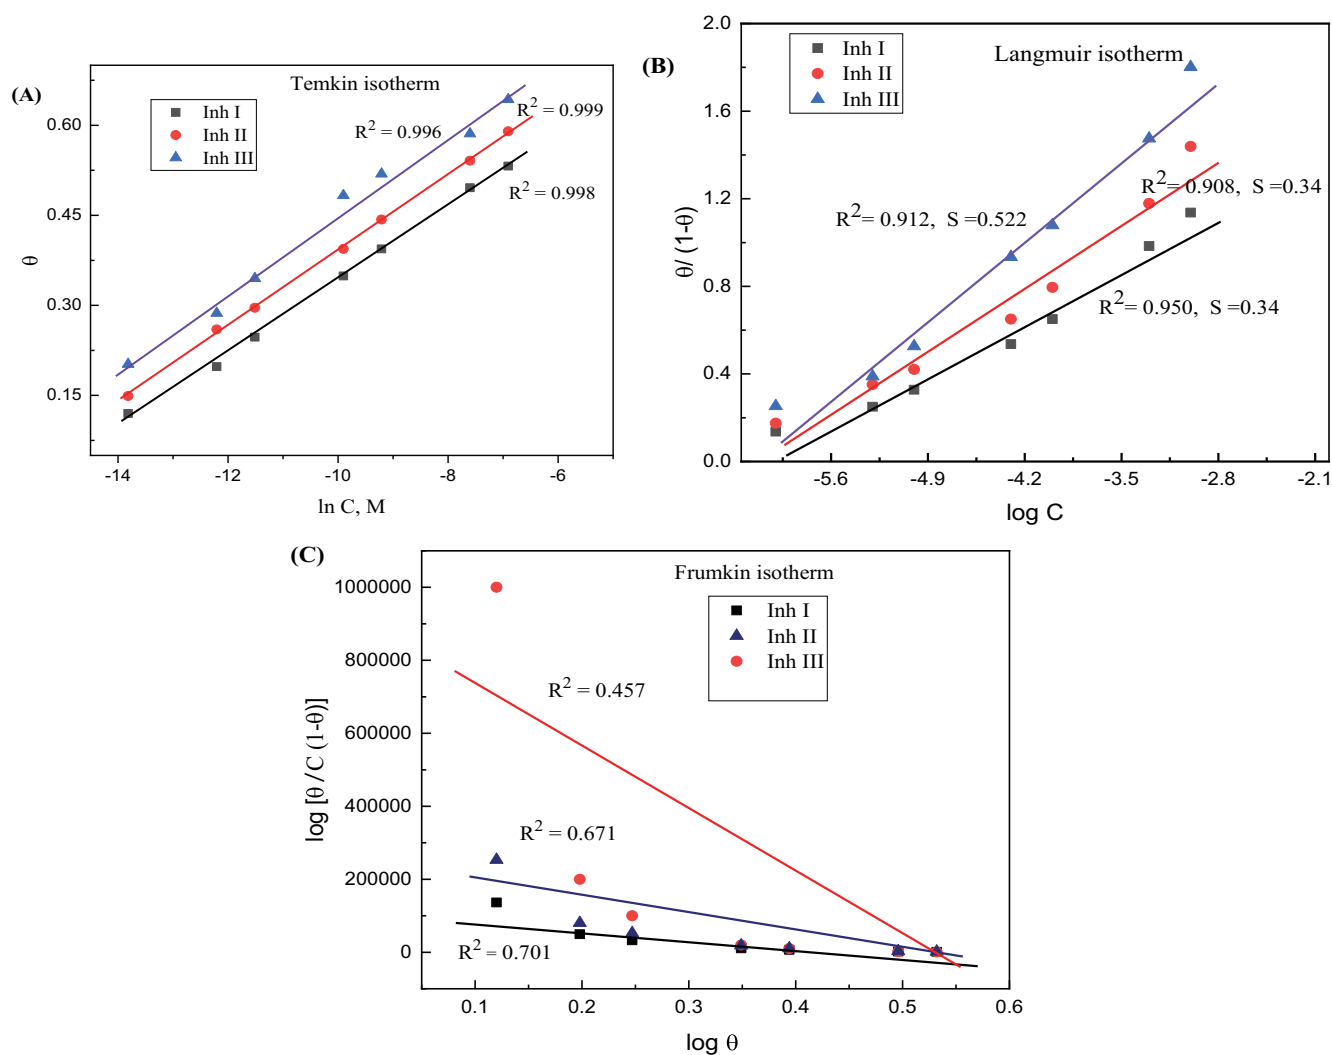 (A)
Temkin isotherm
Inh I
Inh II
Inh III
R² = 0.996
R² = 0.999
R² = 0.998
0.60
0.45
0.30
0.15
θ
-14
-12
-10
-8
-6
ln C, M
(B)
Langmuir isotherm
Inh I
Inh II
Inh III
R²= 0.908, S =0.34
R²= 0.912, S =0.522
R²= 0.950, S =0.34
2.0
1.6
1.2
0.8
0.4
0.0
θ/ (1-θ)
-5.6
-4.9
-4.2
-3.5
-2.8
-2.1
log C
(C)
Frumkin isotherm
Inh I
Inh II
Inh III
R² = 0.457
R² = 0.671
R² = 0.701
1000000
800000
600000
400000
200000
0
log [θ /C (1-θ)]
0.1
0.2
0.3
0.4
0.5
0.6
log θ